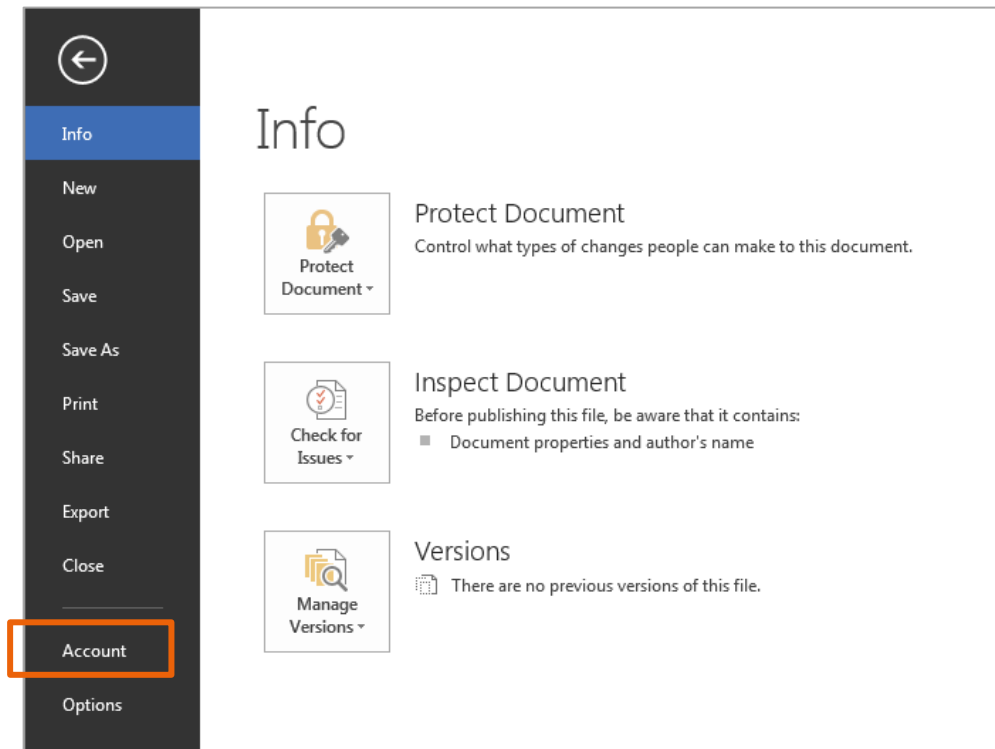 Info
New
Open
Save
Save As
Print
Share
Export
Close
Account
Options
Info
Protect
Document
Protect Document
Control what types of changes people can make to this document.
Check for
Issues
Inspect Document
Before publishing this file, be aware that it contains:
Document properties and author's name
Manage
Versions
Versions
There are no previous versions of this file.